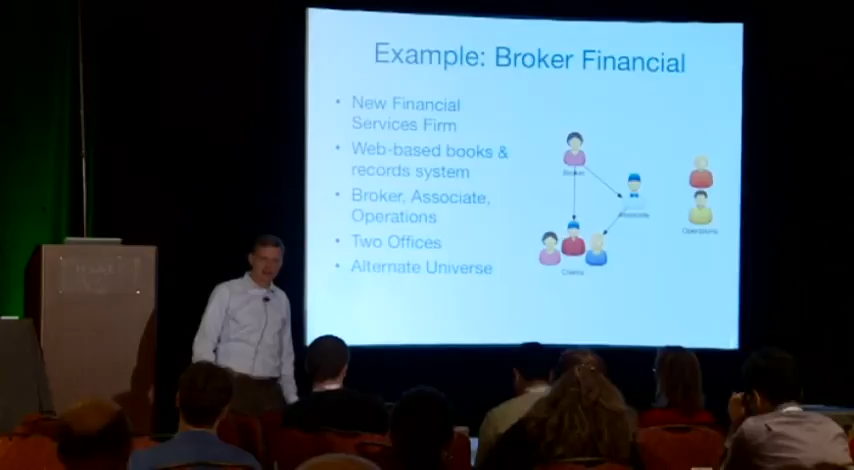 Example: Broker Financial
• New Financial
Services Firm
• Web-based books &
records system
• Broker, Associate,
Operations
• Two Offices
• Alternate Universe
Broker
Associate
Operations
Clients